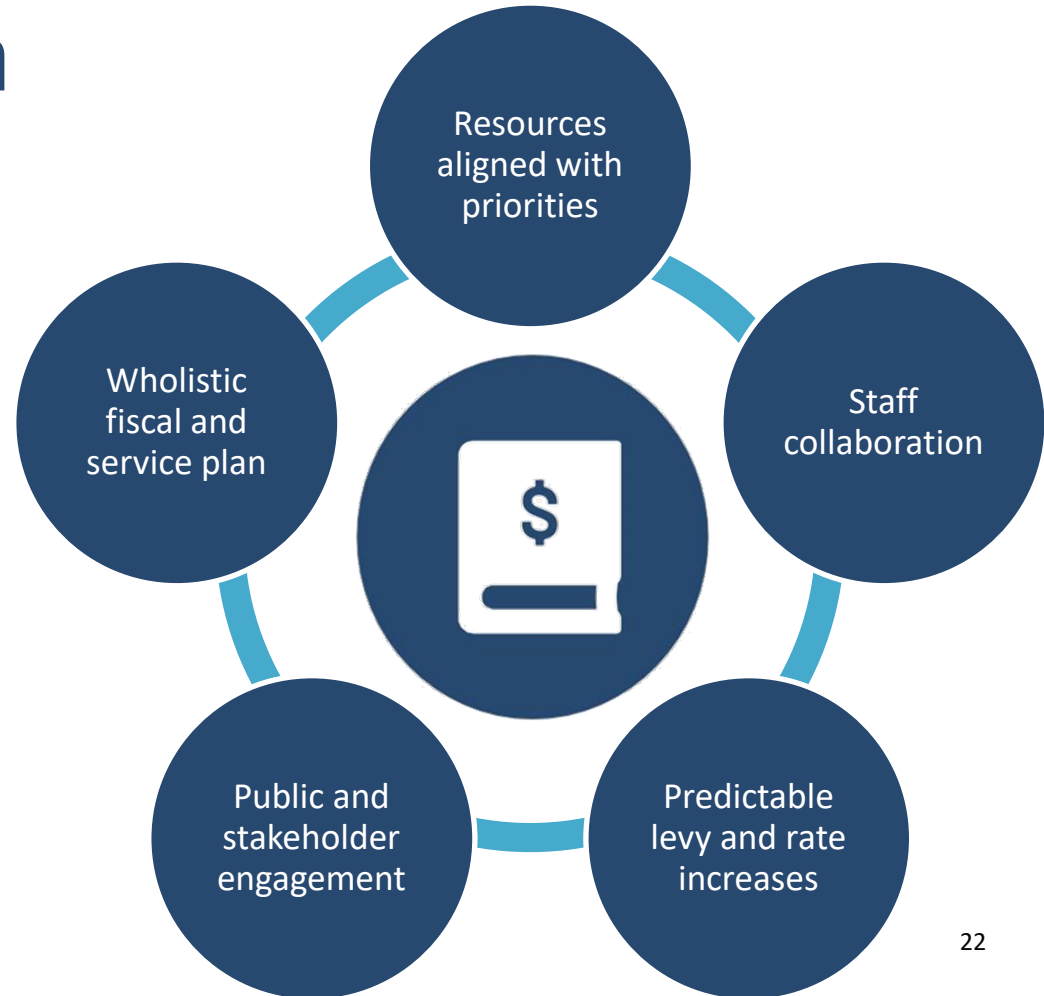 Resources
aligned with
priorities
Staff
collaboration
Predictable
levy and rate
increases
Public and
stakeholder
engagement
Wholistic
fiscal and
service plan
$
22